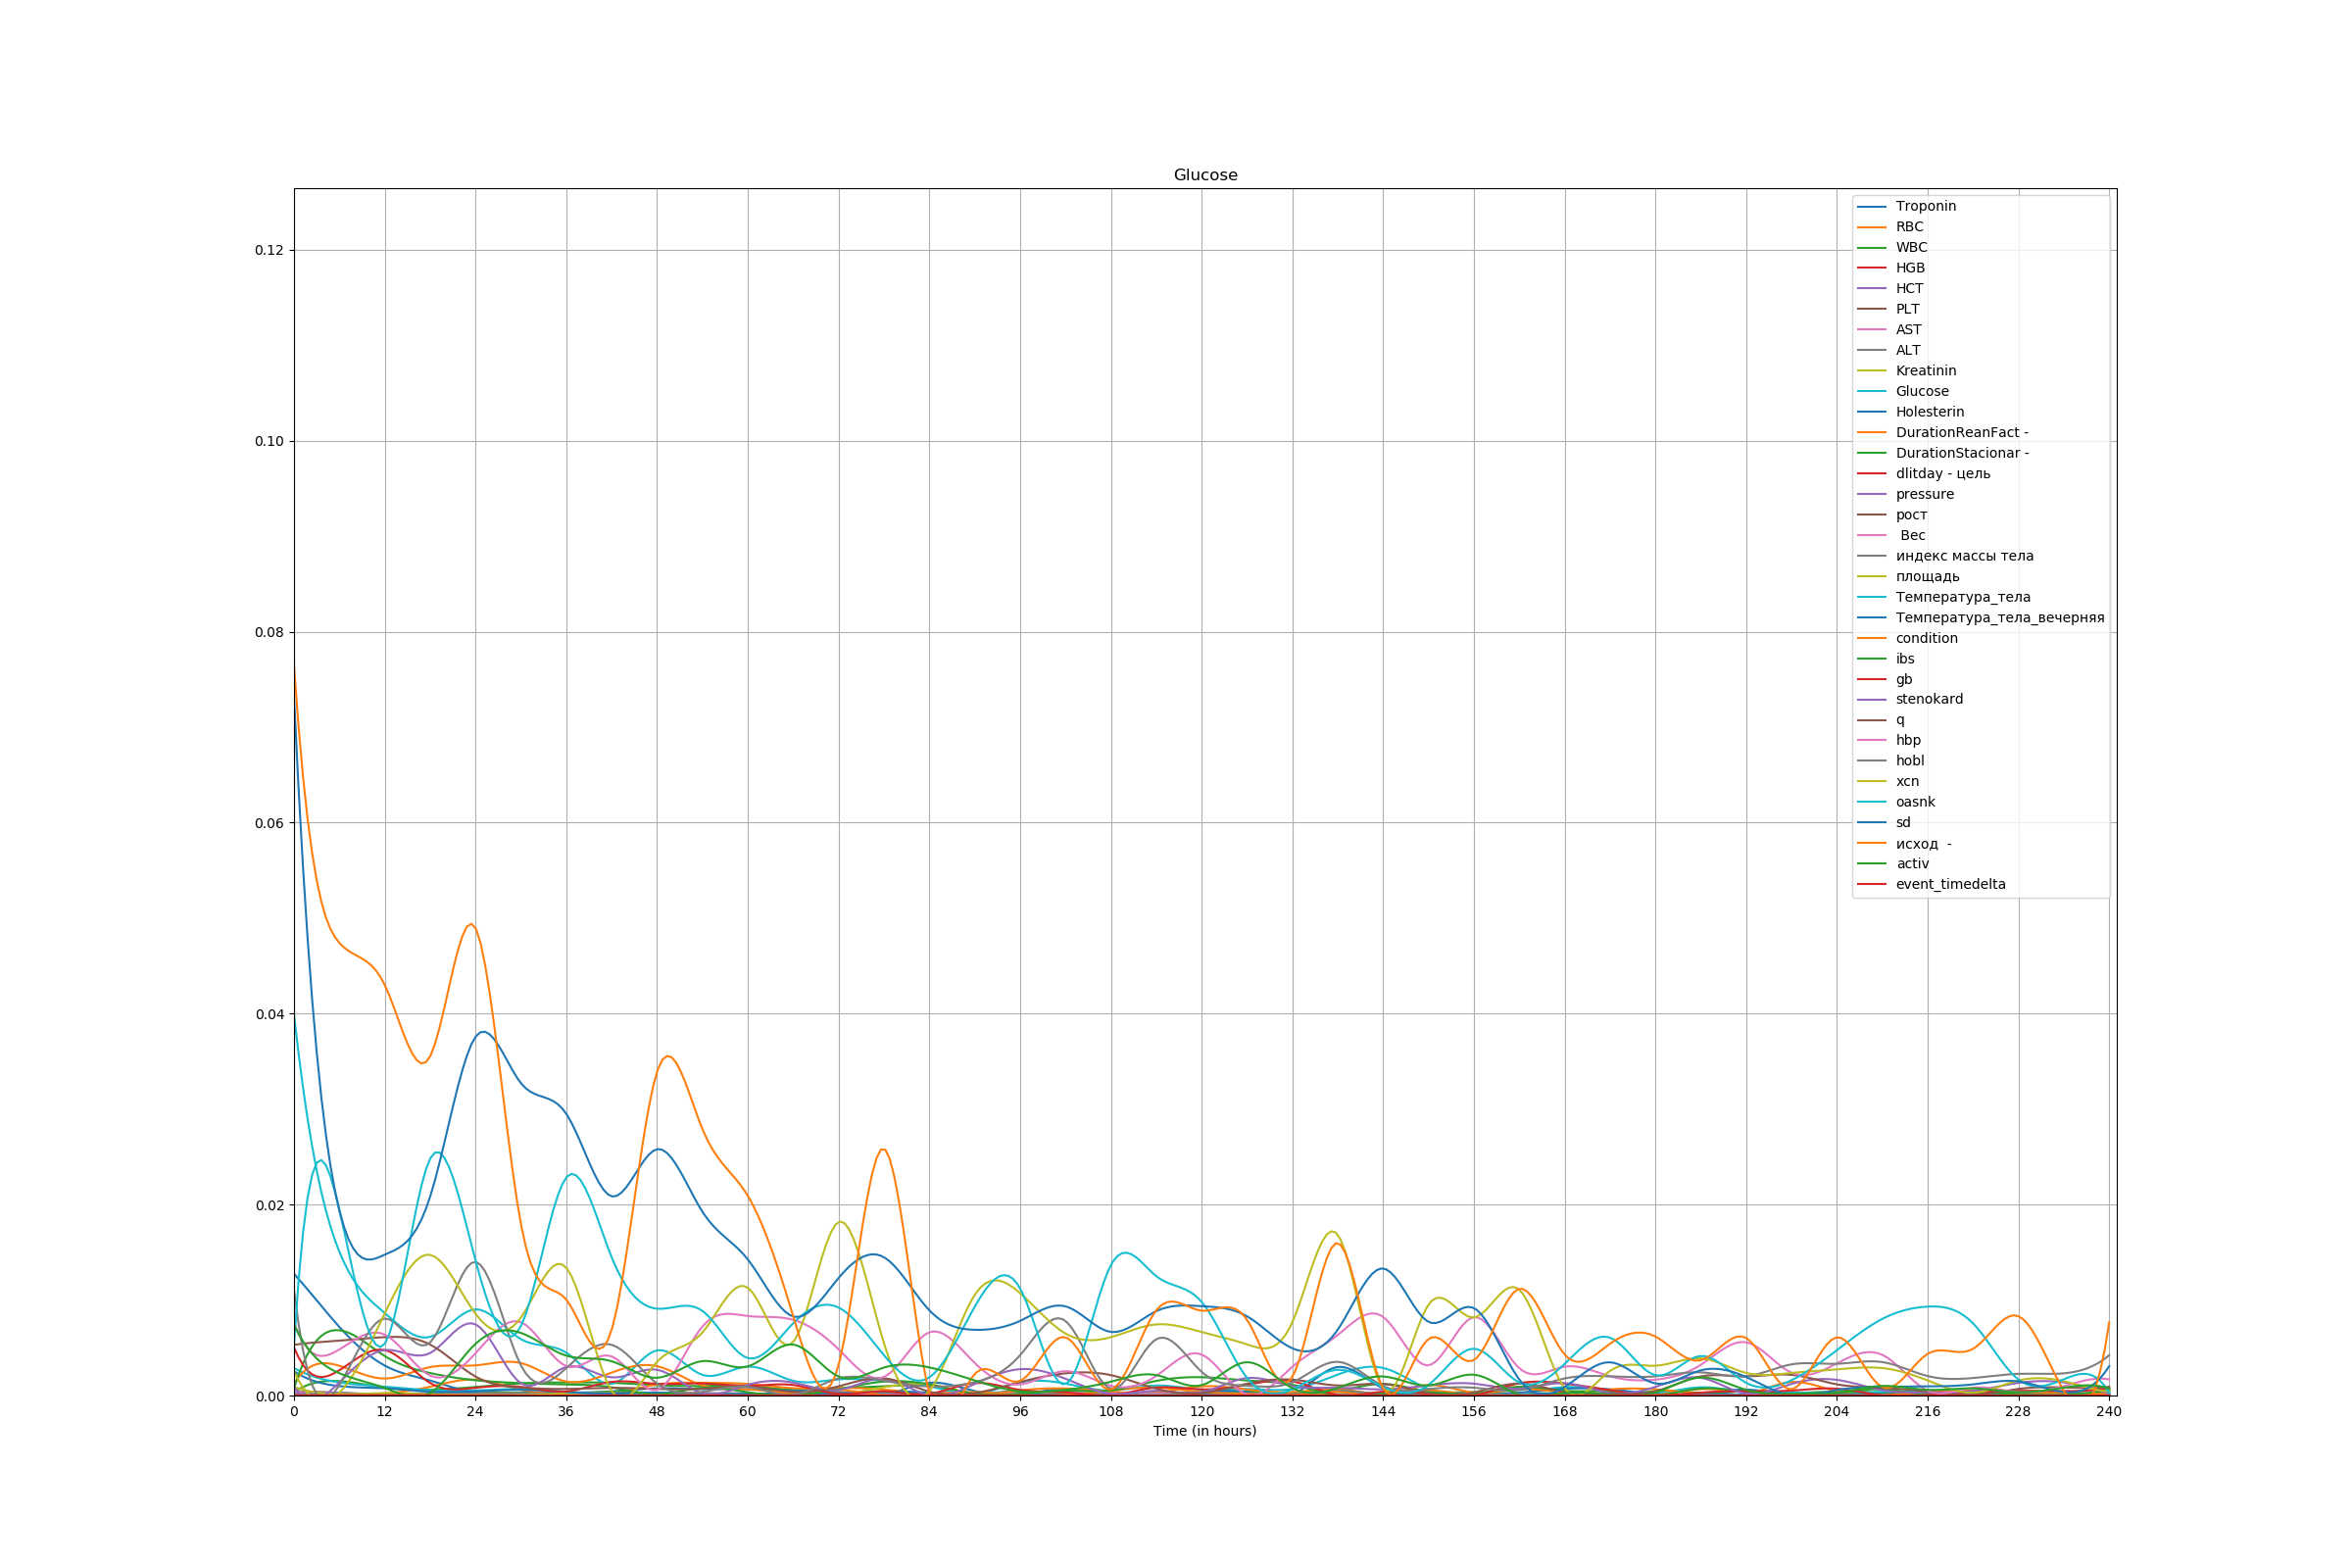 Glucose
0.12
0.10
0.08
0.06
0.04
0.02
0.00
Troponin
RBC
WBC
HGB
HCT
PLT
AST
ALT
Kreatinin
Glucose
Holesterin
DurationReanFact -
DurationStacionar -
dlitday - цель
pressure
рост
Вес
индекс массы тела
площадь
Температура_тела
Температура_тела_вечерняя
condition
ibs
gb
stenokard
q
hbp
hobl
xcn
oasnk
sd
исход  -
activ
event_timedelta
0 12 24 36 48 60 72 84 96 108 120 132 144 156 168 180 192 204 216 228 240
Time (in hours)